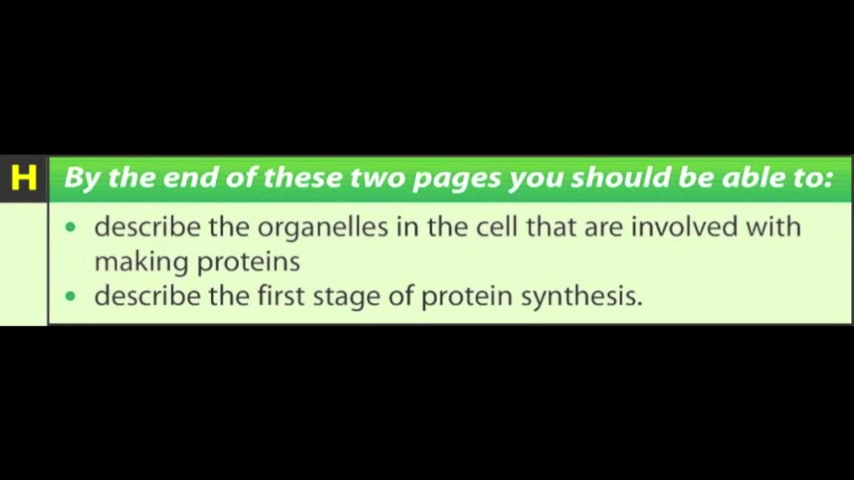 H By the end of these two pages you should be able to:
• describe the organelles in the cell that are involved with
making proteins
• describe the first stage of protein synthesis.